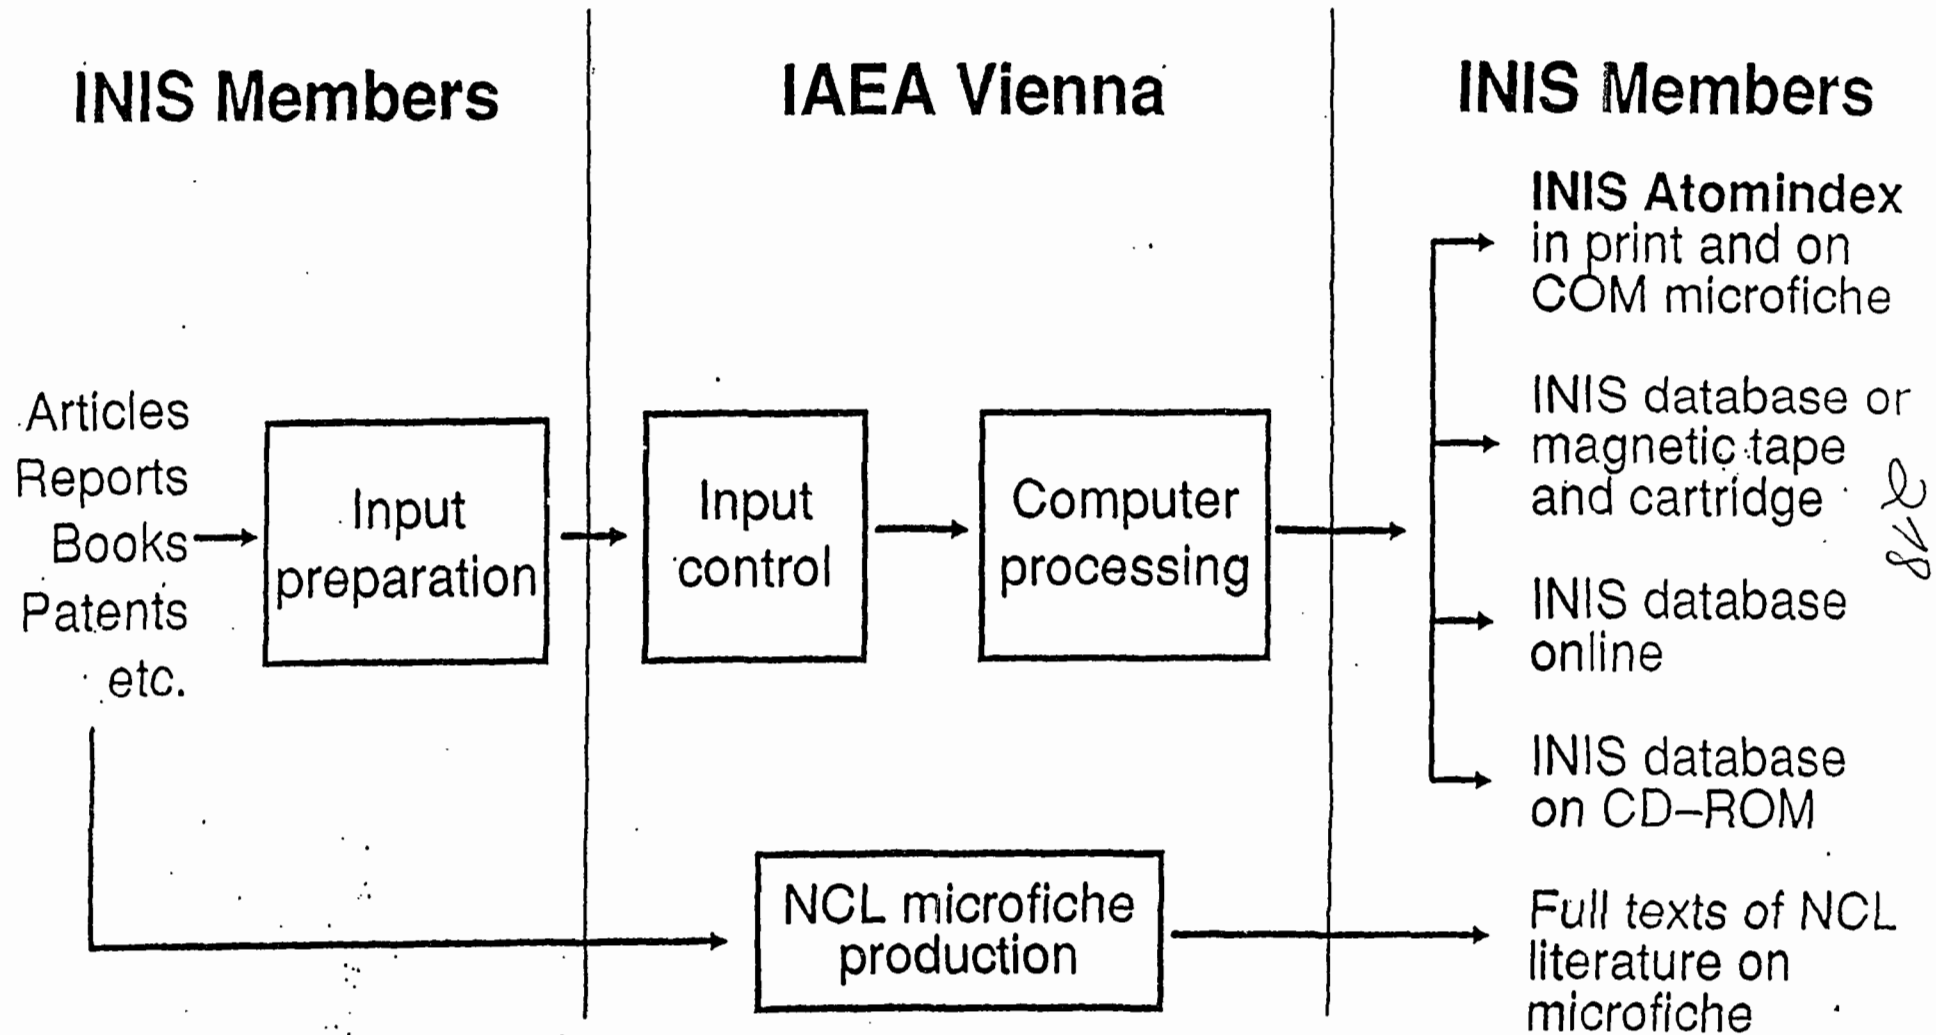 INIS Members
IAEA Vienna
INIS Members
Articles
Reports
Books
Patents
etc.
Input
preparation
Input
control
Computer
processing
NCL microfiche
production
INIS Atomindex
in print and on
COM microfiche
INIS database or
magnetic tape
and cartridge
INIS database
online
INIS database
on CD–ROM
Full texts of NCL
literature on
microfiche